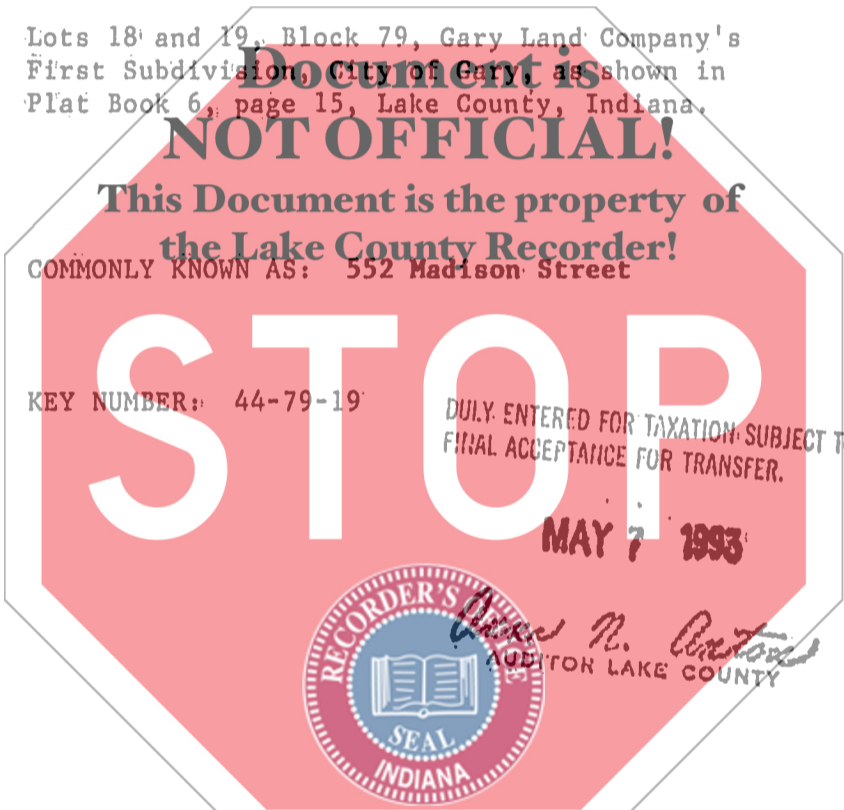 Lots 18 and 19, Block 79, Gary Land Company's
First Subdivision, City of Gary, as shown in
Plat Book 6, page 15, Lake County, Indiana.
Document is
NOT OFFICIAL!
This Document is the property of
the Lake County Recorder!
COMMONLY KNOWN AS: 552 Madison Street
STOP
KEY NUMBER: 44-79-19
DULY ENTERED FOR TAXATION SUBJECT T
FINAL ACCEPTANCE FOR TRANSFER.
MAY 7 1993
N.
AUDITOR LAKE COUNTY
RECORDER'S OFFICE
SEAL
INDIANA